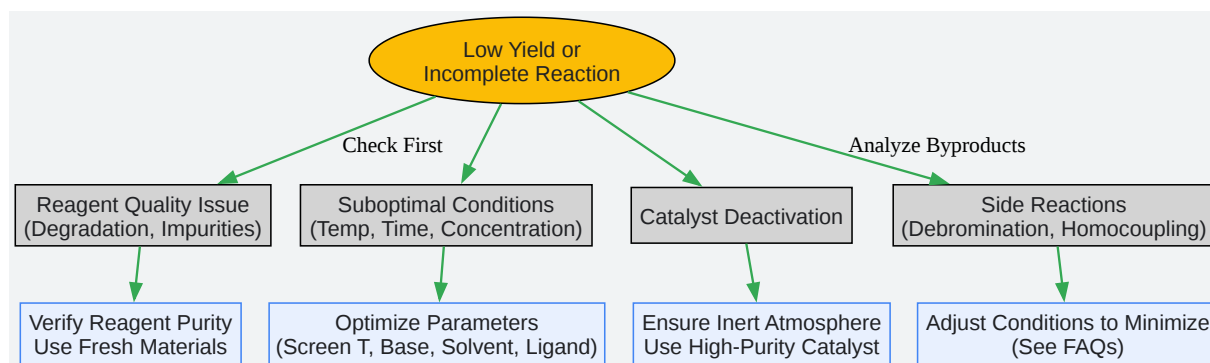 Low Yield or
Incomplete Reaction
Check First
Analyze Byproducts
Reagent Quality Issue
(Degradation, Impurities)
Suboptimal Conditions
(Temp, Time, Concentration)
Catalyst Deactivation
Side Reactions
(Debromination, Homocoupling)
Verify Reagent Purity
Use Fresh Materials
Optimize Parameters
(Screen T, Base, Solvent, Ligand)
Ensure Inert Atmosphere
Use High-Purity Catalyst
Adjust Conditions to Minimize
(See FAQs)